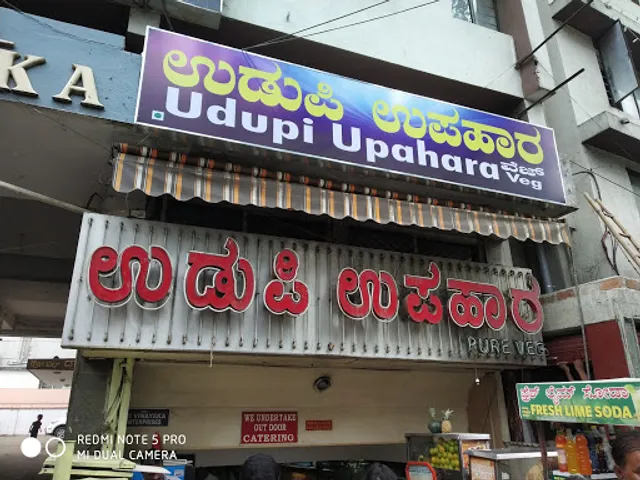 KA
ಉಡುಪಿ ಉಪಹಾರ
Udupi Upahara ವೆಜ್ Veg
ಉಡುಪಿ ಉಪಹಾರ
PURE VEG
WE UNDERTAKE
OUT DOOR
CATERING
VINAYAKA
ಫ್ರೆಶ್ ಲೈಮ್ ಸೋಡಾ
FRESH LIME SODA
REDMI NOTE 5 PRO
MI DUAL CAMERA